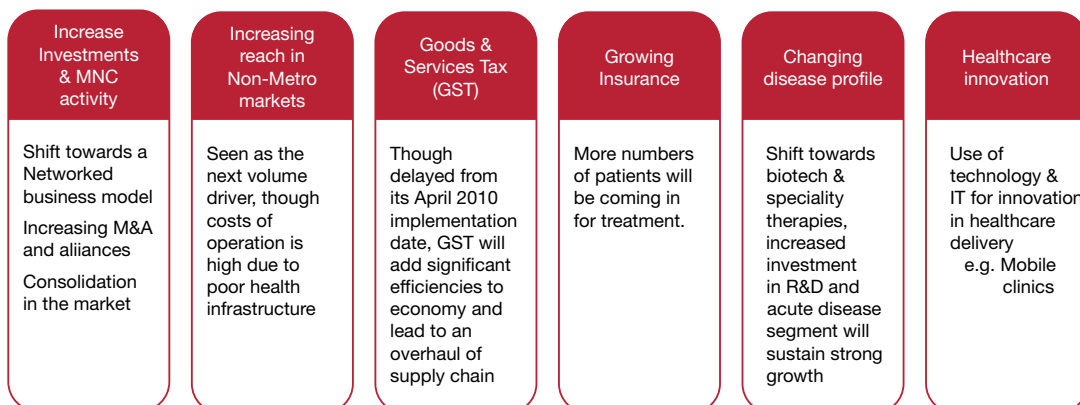 Increase
Investments
& MNC
activity
Shift towards a
Networked
business model
Increasing M&A
and aliiances
Consolidation
in the market
Increasing
reach in
Non-Metro
markets
Seen as the
next volume
driver, though
costs of
operation is
high due to
poor health
infrastructure
Goods &
Services Tax
(GST)
Though
delayed from
its April 2010
implementation
date, GST will
add significant
efficiencies to
economy and
lead to an
overhaul of
supply chain
Growing
Insurance
More numbers
of patients will
be coming in
for treatment.
Changing
disease profile
Shift towards
biotech &
speciality
therapies,
increased
investment
in R&D and
acute disease
segment will
sustain strong
growth
Healthcare
innovation
Use of
technology &
IT for innovation
in healthcare
delivery
e.g. Mobile
clinics